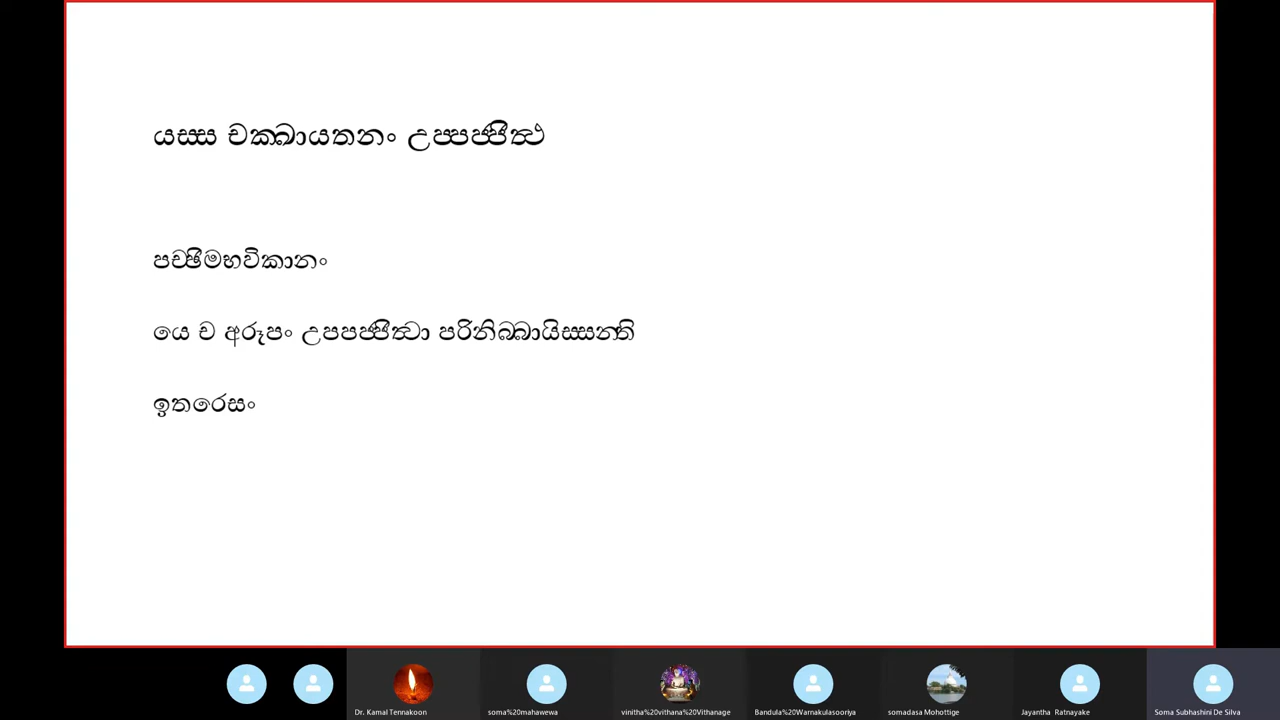 යස‍්ස චක‍්ඛායතනං උප‍්පජ‍්ජිත්‍ථ
පච‍්ඡිමභවිකානං
යෙ ච අරූපං උපපජ‍්ජිත්‍වා පරිනිබ‍්බායිස‍්සන‍්ති
ඉතරෙසං
Dr. Kamal Tennakoon
soma%20mahawewa
vinitha%20vithana%20Vithanage
Bandula%20Warnakulasooriya
somadasa Mohottige
Jayantha Ratnayake
Soma Subhashini De Silva